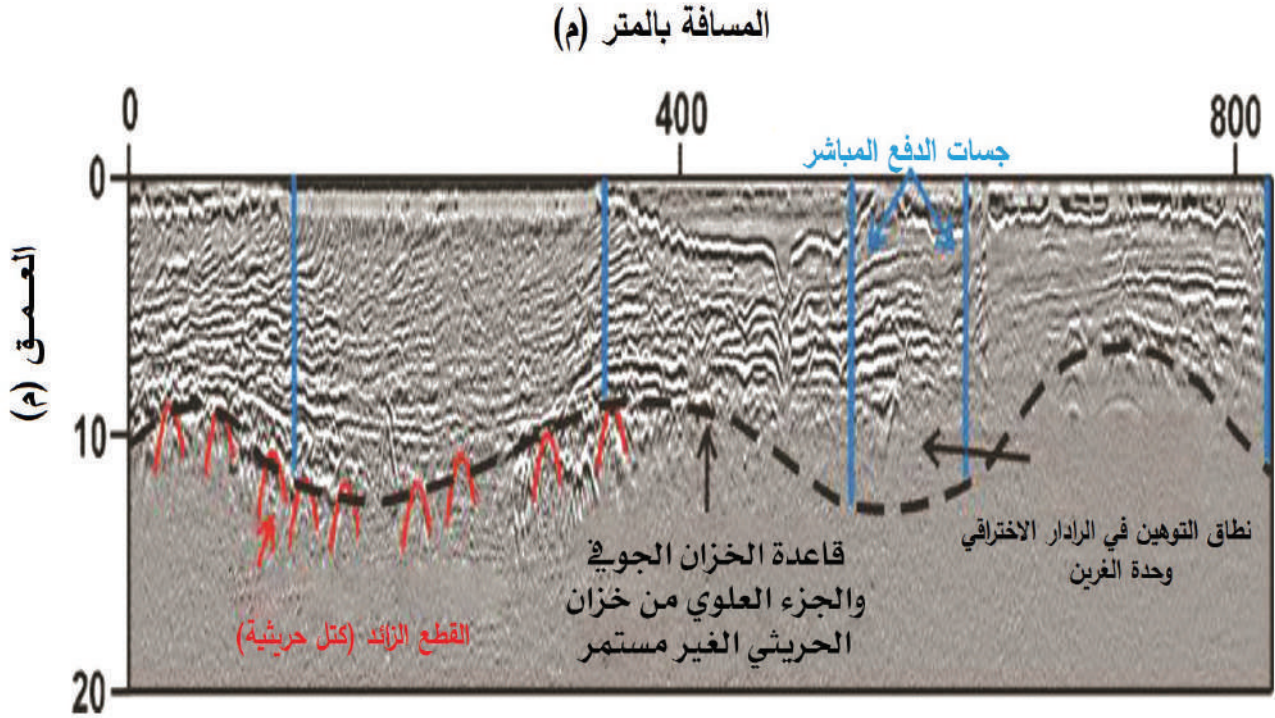 المسافة بالمتر (م)
0 400 800
جسات الدفع المباشر
0
العـمـق (م)
10
20
نطاق التوهين في الرادار الاختراقي
وحدة الغرين
قاعدة الخزان الجوفي
والجزء العلوي من خزان
الحريثي الغير مستمر
القطع الزائد (كتل حريثية)